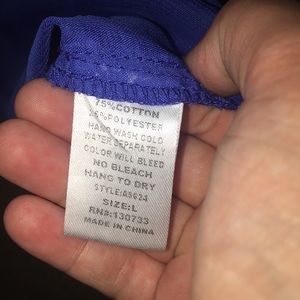 75%COTTON
25%POLYESTER
HAND WASH COLD
WATER SEPARATELY
COLOR WILL BLEED
NO BLEACH
HANG TO DRY
STYLE:A5624
SIZE:L
RN#:130733
MADE IN CHINA